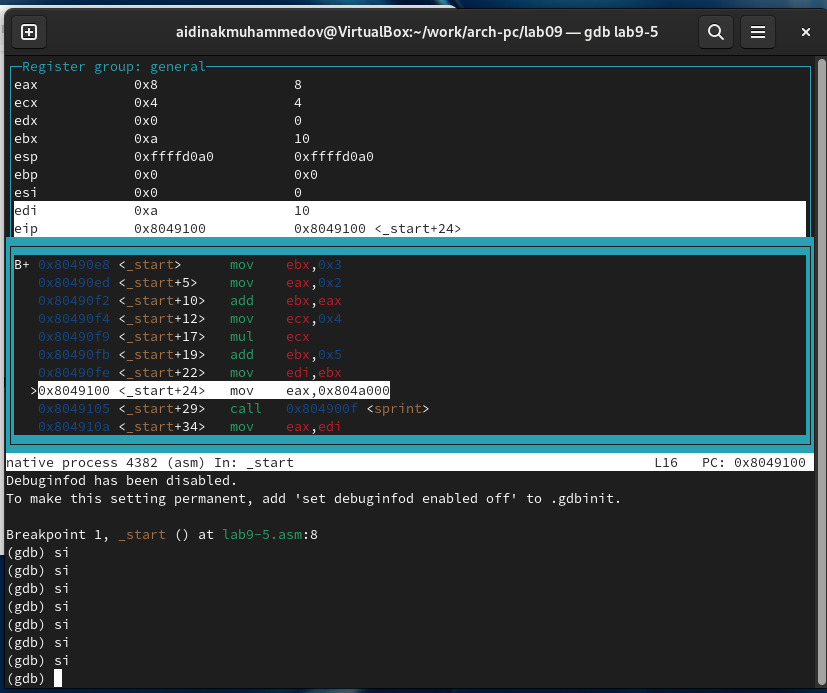 aidinakmuhammedov@VirtualBox:~/work/arch-pc/lab09 — gdb lab9-5
Register group: general
eax 0x8 8
ecx 0x4 4
edx 0x0 0
ebx 0xa 10
esp 0xffffd0a0 0xffffd0a0
ebp 0x0 0x0
esi 0x0 0
edi 0xa 10
eip 0x8049100 0x8049100 <_start+24>
B+ 0x80490e8 <_start> mov ebx,0x3
0x80490ed <_start+5> mov eax,0x2
0x80490f2 <_start+10> add ebx,eax
0x80490f4 <_start+12> mov ecx,0x4
0x80490f9 <_start+17> mul ecx
0x80490fb <_start+19> add ebx,0x5
0x80490fe <_start+22> mov edi,ebx
>0x8049100 <_start+24> mov eax,0x804a000
0x8049105 <_start+29> call 0x804900f <sprint>
0x804910a <_start+34> mov eax,edi
native process 4382 (asm) In: _start L16 PC: 0x8049100
Debuginfod has been disabled.
To make this setting permanent, add 'set debuginfod enabled off' to .gdbinit.
Breakpoint 1, _start () at lab9-5.asm:8
(gdb) si
(gdb) si
(gdb) si
(gdb) si
(gdb) si
(gdb) si
(gdb) si
(gdb)